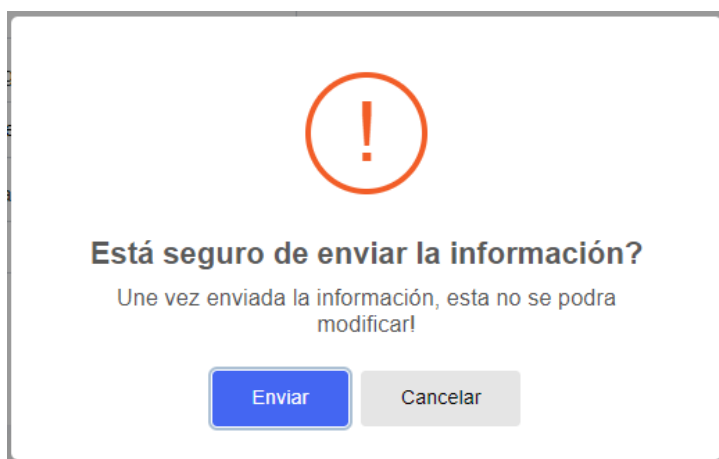 !
Está seguro de enviar la información?
Une vez enviada la información, esta no se podra
modificar!
Enviar
Cancelar